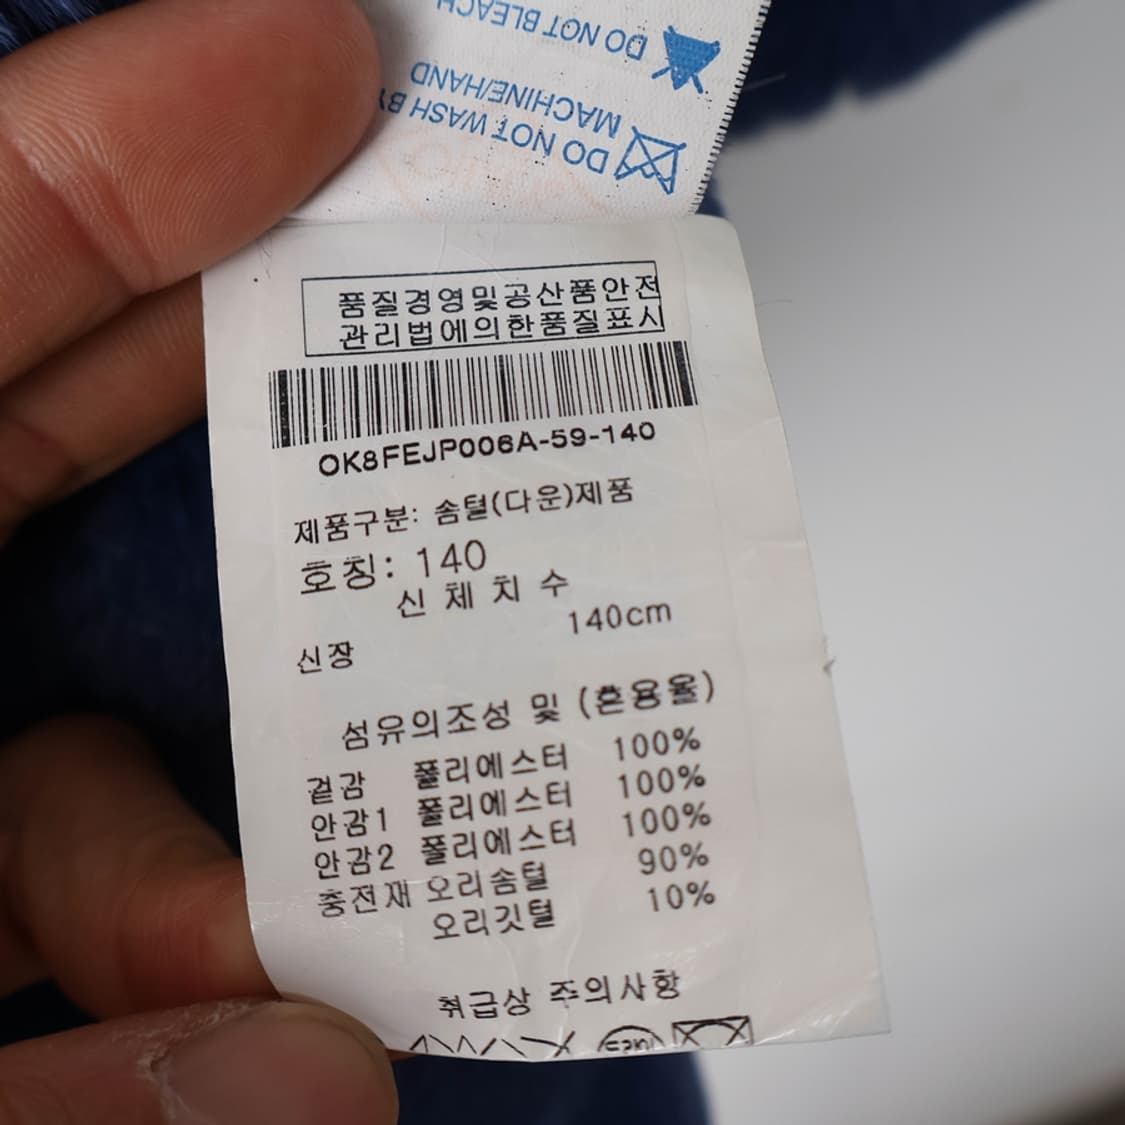 DO NOT BLEACH
DO NOT WASH BY
MACHINE/HAND
품질경영및공산품안전
관리법에의한품질표시
OK8FEJP006A-59-140
제품구분: 솜털(다운)제품
호칭: 140
신체치수
140cm
신장
섬유의조성 및 (혼용율)
겉감 폴리에스터 100%
안감1 폴리에스터 100%
안감2 폴리에스터 100%
충전재 오리솜털 90%
오리깃털 10%
취급상 주의사항